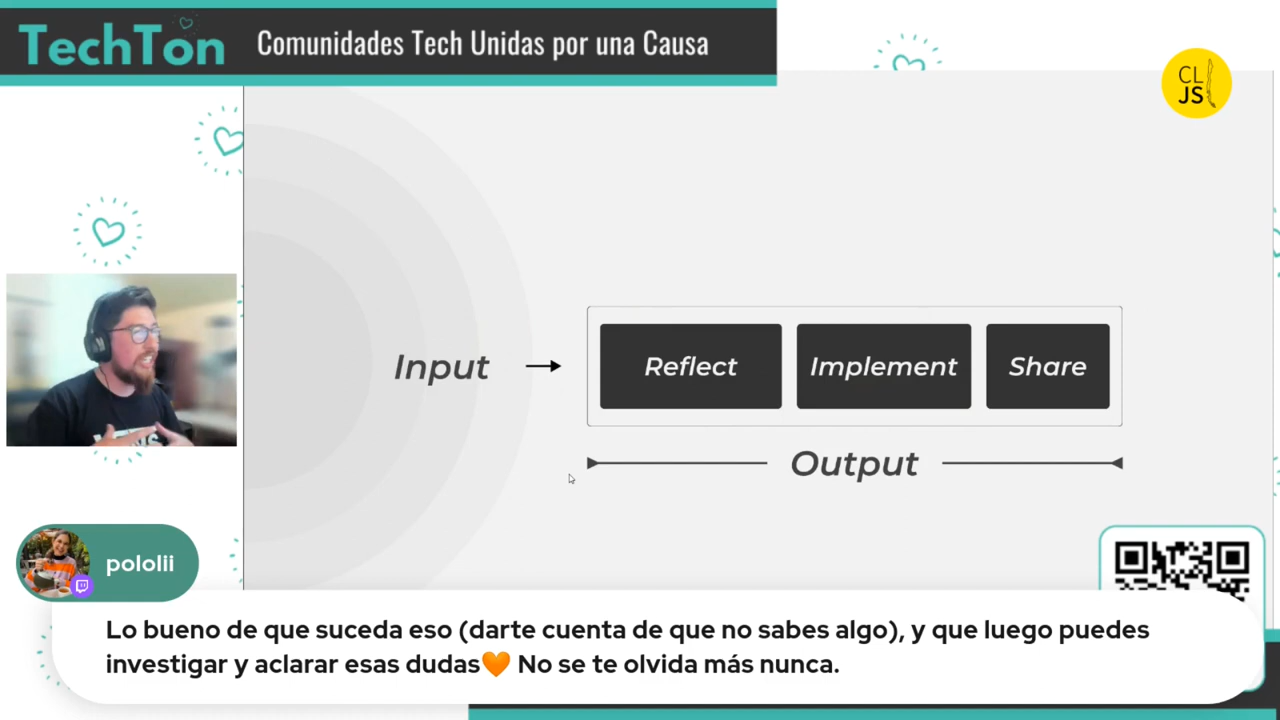 TechTon
Comunidades Tech Unidas por una Causa
CL
JS
Input
Reflect
Implement
Share
Output
pololii
Lo bueno de que suceda eso (darte cuenta de que no sabes algo), y que luego puedes
investigar y aclarar esas dudas🧡 No se te olvida más nunca.